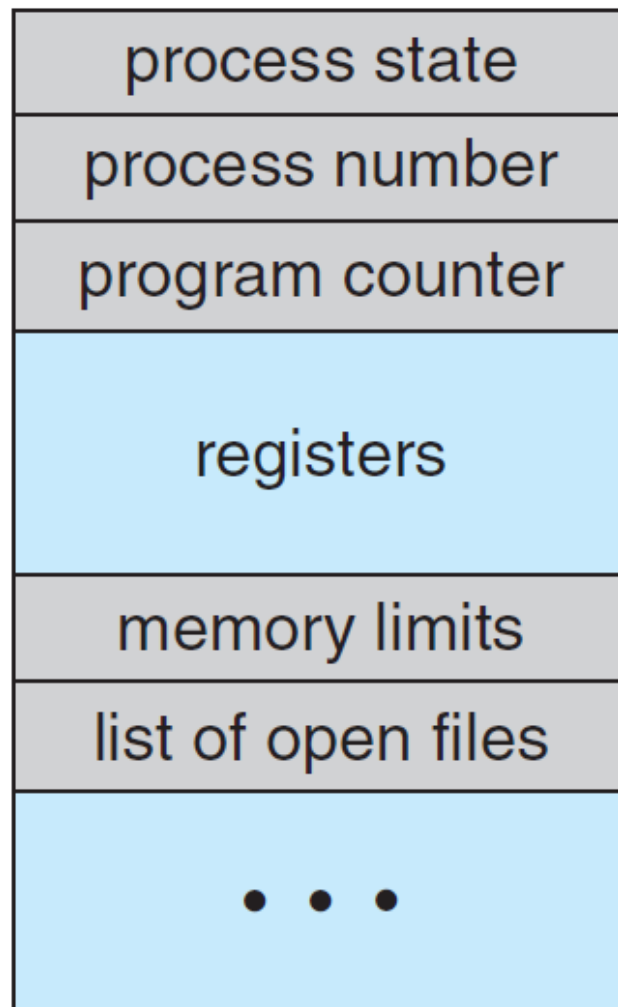 process state
process number
program counter
registers
memory limits
list of open files
• • •